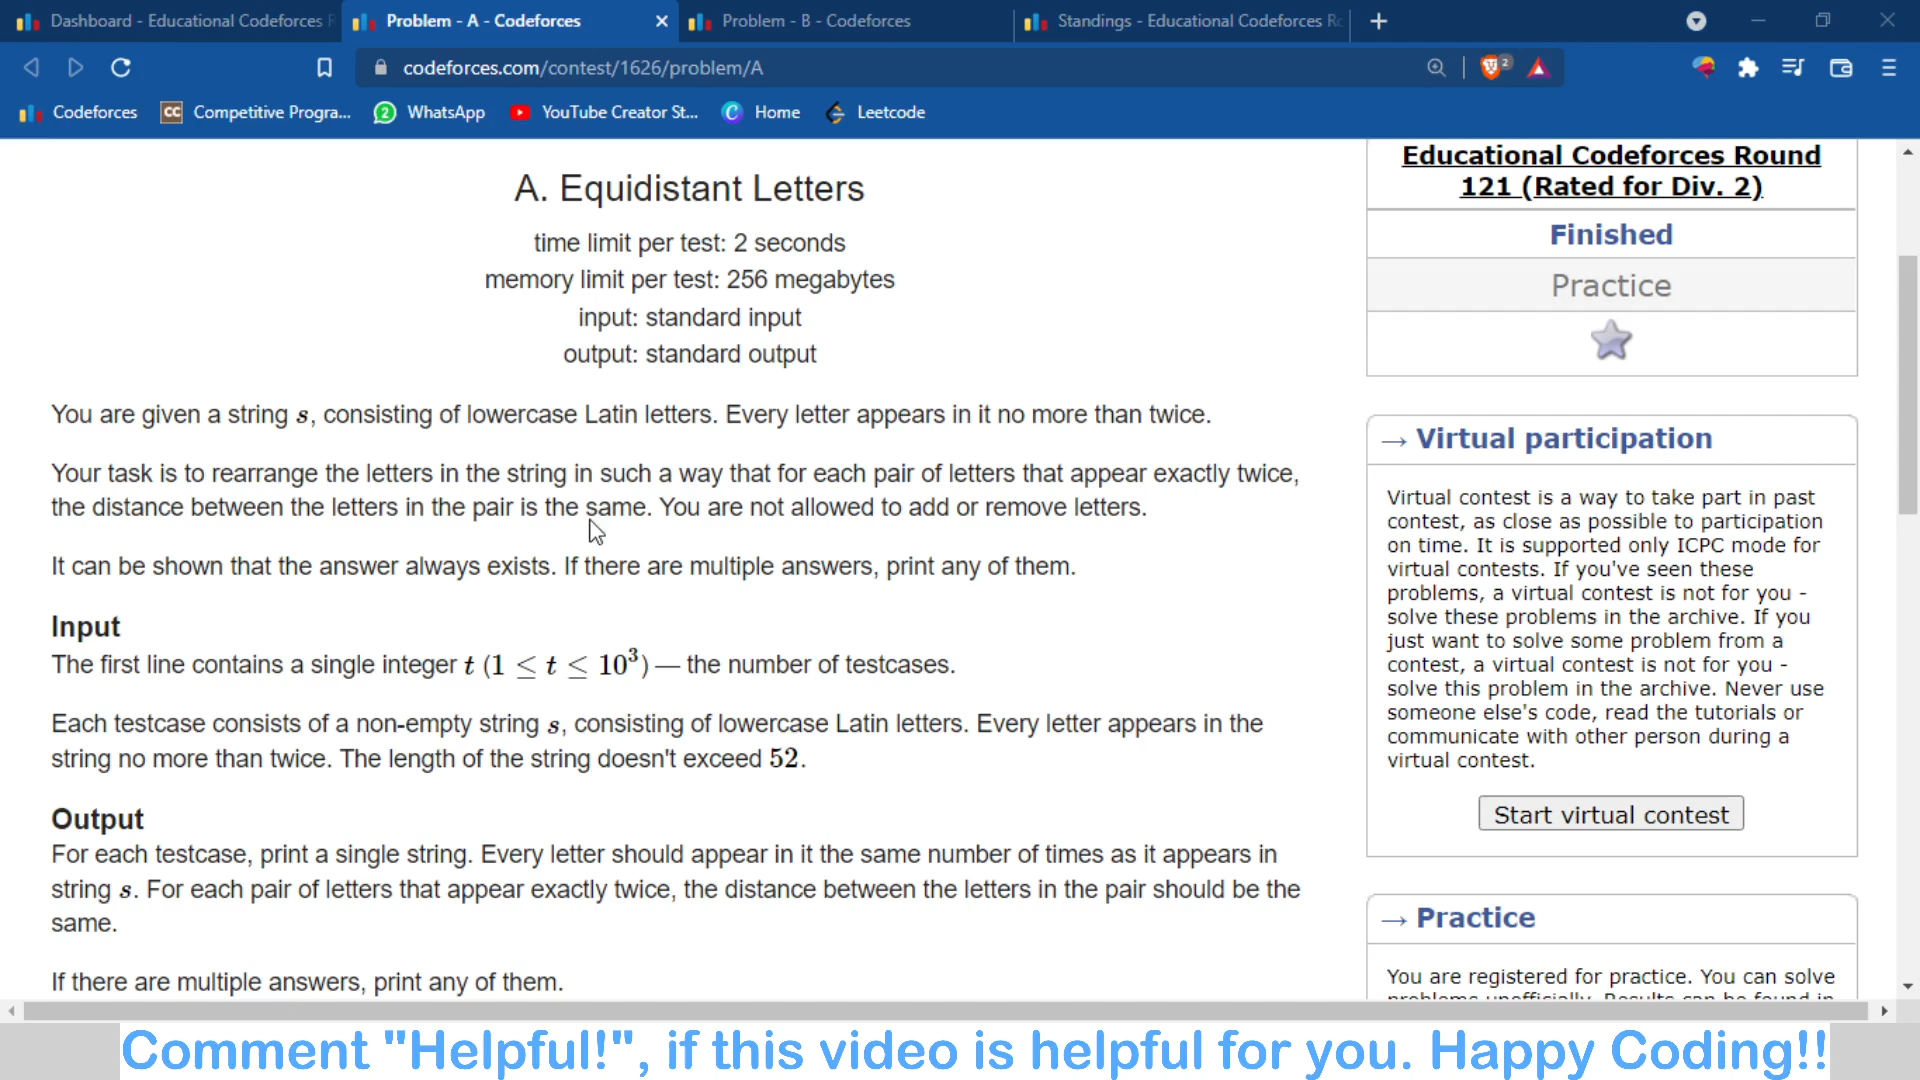 Dashboard - Educational Codeforces R
Problem - A - Codeforces
Problem - B - Codeforces
Standings - Educational Codeforces Ro
codeforces.com/contest/1626/problem/A
2
Codeforces
CC Competitive Progra...
2 WhatsApp
YouTube Creator St...
C Home
Leetcode
A. Equidistant Letters
time limit per test: 2 seconds
memory limit per test: 256 megabytes
input: standard input
output: standard output
You are given a string s, consisting of lowercase Latin letters. Every letter appears in it no more than twice.
Your task is to rearrange the letters in the string in such a way that for each pair of letters that appear exactly twice,
the distance between the letters in the pair is the same. You are not allowed to add or remove letters.
It can be shown that the answer always exists. If there are multiple answers, print any of them.
Input
The first line contains a single integer t (1 ≤ t ≤ 10³) — the number of testcases.
Each testcase consists of a non-empty string s, consisting of lowercase Latin letters. Every letter appears in the
string no more than twice. The length of the string doesn't exceed 52.
Output
For each testcase, print a single string. Every letter should appear in it the same number of times as it appears in
string s. For each pair of letters that appear exactly twice, the distance between the letters in the pair should be the
same.
If there are multiple answers, print any of them.
Educational Codeforces Round
121 (Rated for Div. 2)
Finished
Practice
→ Virtual participation
Virtual contest is a way to take part in past
contest, as close as possible to participation
on time. It is supported only ICPC mode for
virtual contests. If you've seen these
problems, a virtual contest is not for you -
solve these problems in the archive. If you
just want to solve some problem from a
contest, a virtual contest is not for you -
solve this problem in the archive. Never use
someone else's code, read the tutorials or
communicate with other person during a
virtual contest.
Start virtual contest
→ Practice
You are registered for practice. You can solve
problems unofficially. Results can be found in
Comment "Helpful!", if this video is helpful for you. Happy Coding!!